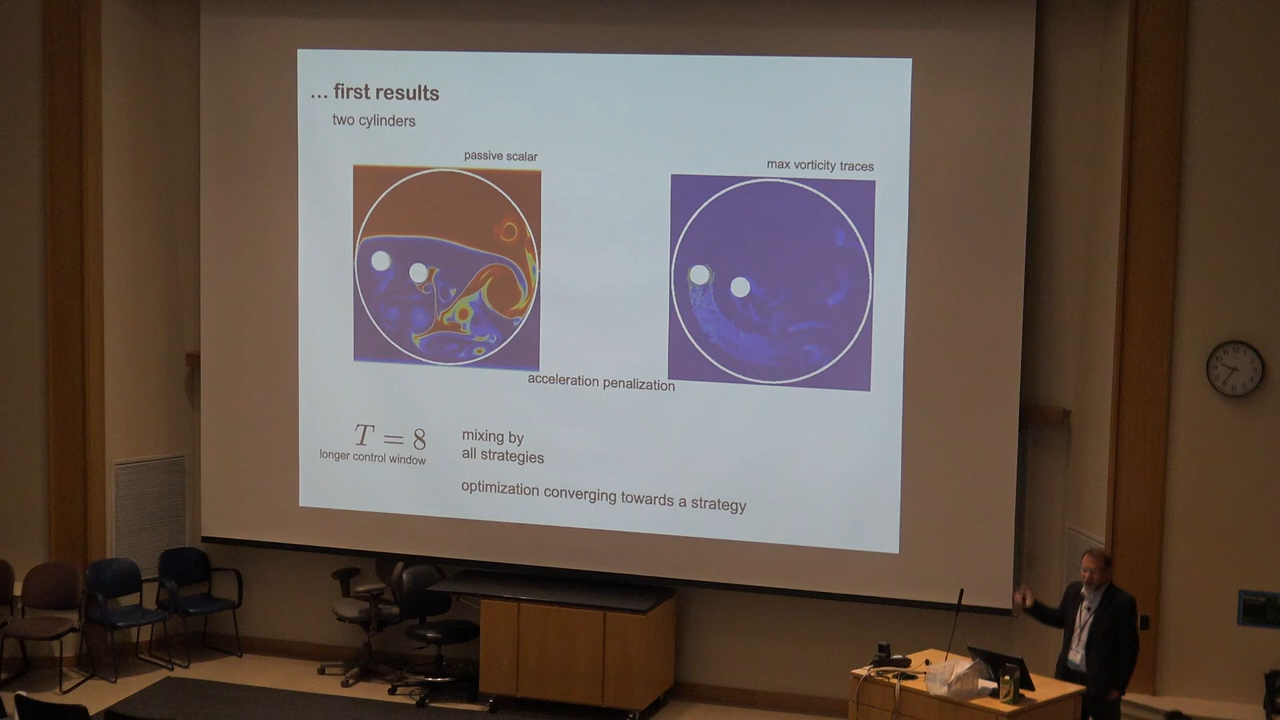 ... first results
two cylinders
passive scalar
max vorticity traces
acceleration penalization
T = 8
longer control window
mixing by
all strategies
optimization converging towards a strategy